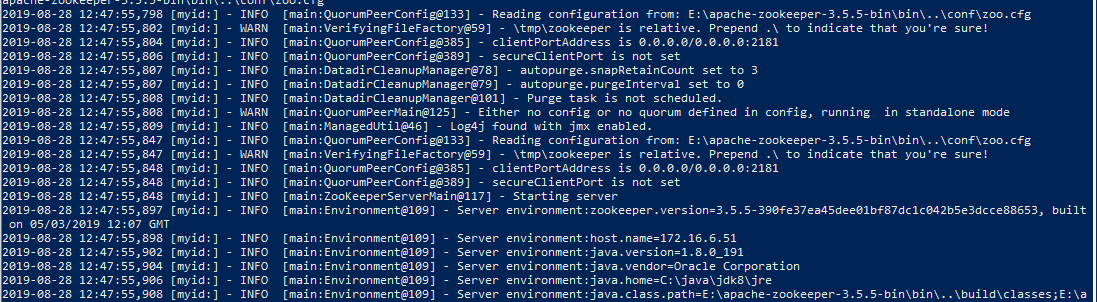 apache-zookeeper-3.5.5-bin\bin\..\conf\zoo.cfg
2019-08-28 12:47:55,798 [myid:] - INFO  [main:QuorumPeerConfig@133] - Reading configuration from: E:\apache-zookeeper-3.5.5-bin\bin\..\conf\zoo.cfg
2019-08-28 12:47:55,802 [myid:] - WARN  [main:VerifyingFileFactory@59] - \tmp\zookeeper is relative. Prepend .\ to indicate that you're sure!
2019-08-28 12:47:55,804 [myid:] - INFO  [main:QuorumPeerConfig@385] - clientPortAddress is 0.0.0.0/0.0.0.0:2181
2019-08-28 12:47:55,806 [myid:] - INFO  [main:QuorumPeerConfig@389] - secureClientPort is not set
2019-08-28 12:47:55,807 [myid:] - INFO  [main:DatadirCleanupManager@78] - autopurge.snapRetainCount set to 3
2019-08-28 12:47:55,807 [myid:] - INFO  [main:DatadirCleanupManager@79] - autopurge.purgeInterval set to 0
2019-08-28 12:47:55,808 [myid:] - INFO  [main:DatadirCleanupManager@101] - Purge task is not scheduled.
2019-08-28 12:47:55,808 [myid:] - WARN  [main:QuorumPeerMain@125] - Either no config or no quorum defined in config, running  in standalone mode
2019-08-28 12:47:55,809 [myid:] - INFO  [main:ManagedUtil@46] - Log4j found with jmx enabled.
2019-08-28 12:47:55,847 [myid:] - INFO  [main:QuorumPeerConfig@133] - Reading configuration from: E:\apache-zookeeper-3.5.5-bin\bin\..\conf\zoo.cfg
2019-08-28 12:47:55,847 [myid:] - WARN  [main:VerifyingFileFactory@59] - \tmp\zookeeper is relative. Prepend .\ to indicate that you're sure!
2019-08-28 12:47:55,848 [myid:] - INFO  [main:QuorumPeerConfig@385] - clientPortAddress is 0.0.0.0/0.0.0.0:2181
2019-08-28 12:47:55,848 [myid:] - INFO  [main:QuorumPeerConfig@389] - secureClientPort is not set
2019-08-28 12:47:55,848 [myid:] - INFO  [main:ZooKeeperServerMain@117] - Starting server
2019-08-28 12:47:55,897 [myid:] - INFO  [main:Environment@109] - Server environment:zookeeper.version=3.5.5-390fe37ea45dee01bf87dc1c042b5e3dcce88653, built
on 05/03/2019 12:07 GMT
2019-08-28 12:47:55,898 [myid:] - INFO  [main:Environment@109] - Server environment:host.name=172.16.6.51
2019-08-28 12:47:55,902 [myid:] - INFO  [main:Environment@109] - Server environment:java.version=1.8.0_191
2019-08-28 12:47:55,904 [myid:] - INFO  [main:Environment@109] - Server environment:java.vendor=Oracle Corporation
2019-08-28 12:47:55,906 [myid:] - INFO  [main:Environment@109] - Server environment:java.home=C:\java\jdk8\jre
2019-08-28 12:47:55,908 [myid:] - INFO  [main:Environment@109] - Server environment:java.class.path=E:\apache-zookeeper-3.5.5-bin\bin\..\build\classes;E:\a